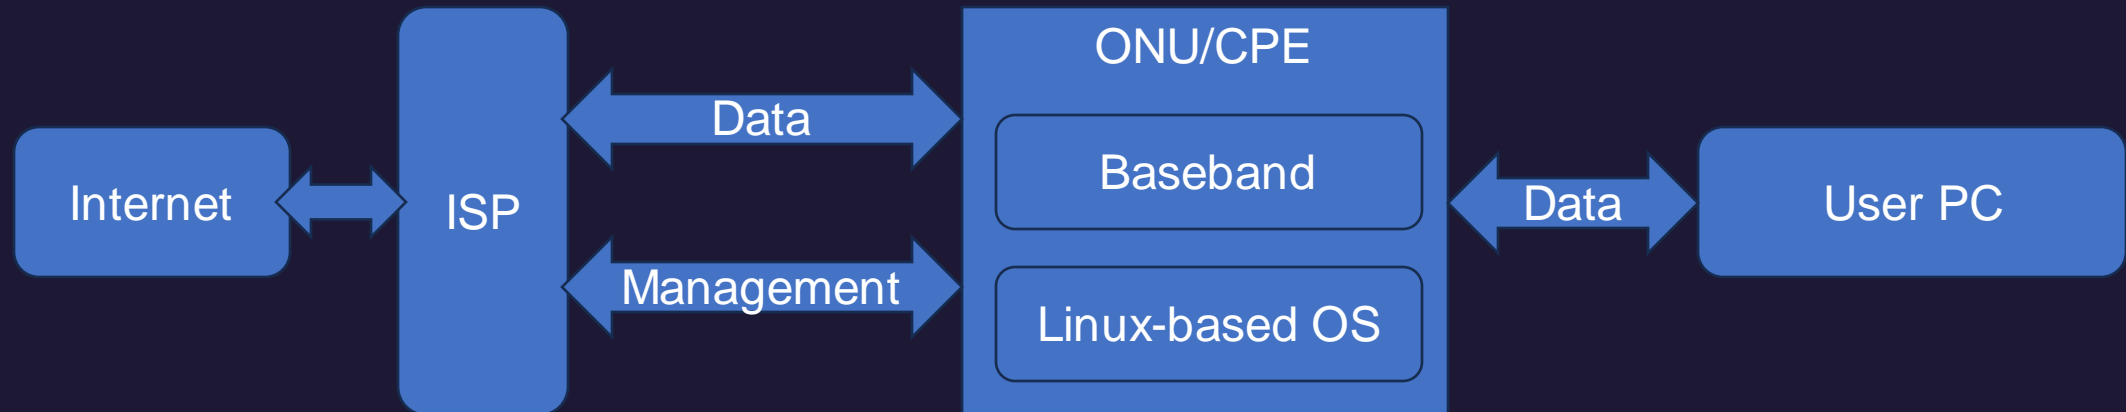 Internet
ISP
Data
Management
ONU/CPE
Baseband
Linux-based OS
Data
User PC